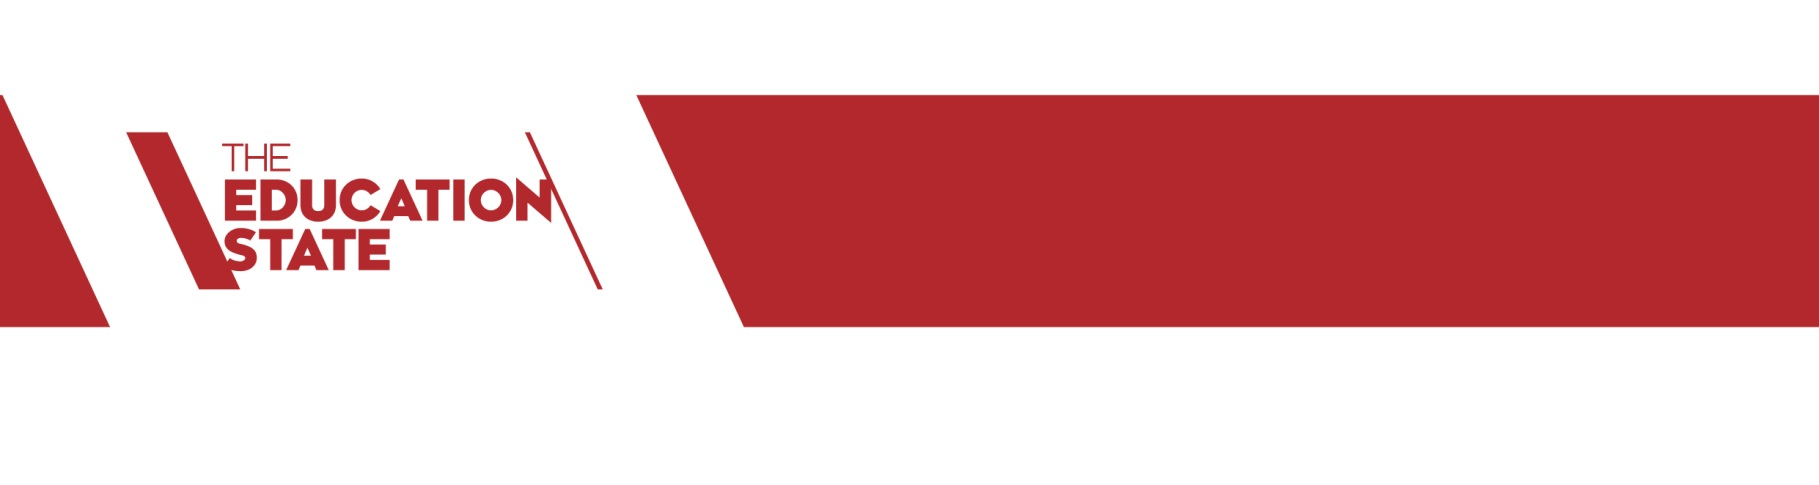 THE
EDUCATION
STATE